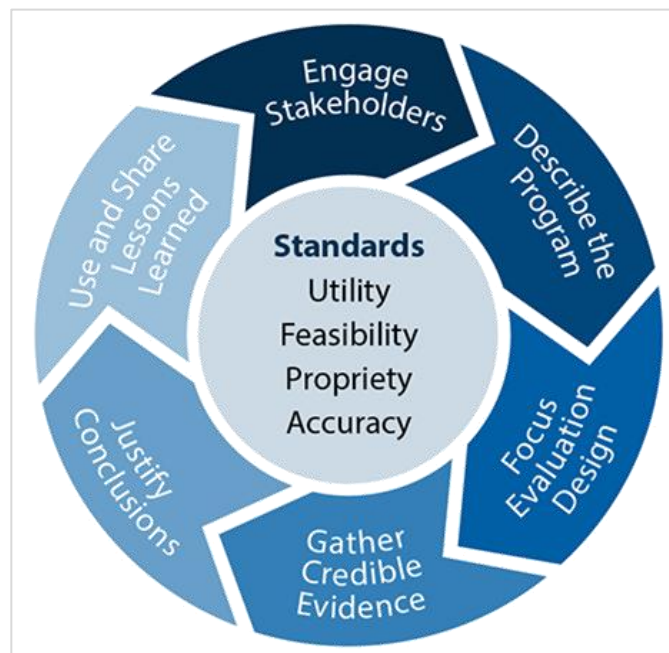 Engage
Stakeholders
Describe the
Program
Focus
Evaluation
Design
Gather
Credible
Evidence
Justify
Conclusions
Use and Share
Lessons
Learned
Standards
Utility
Feasibility
Propriety
Accuracy